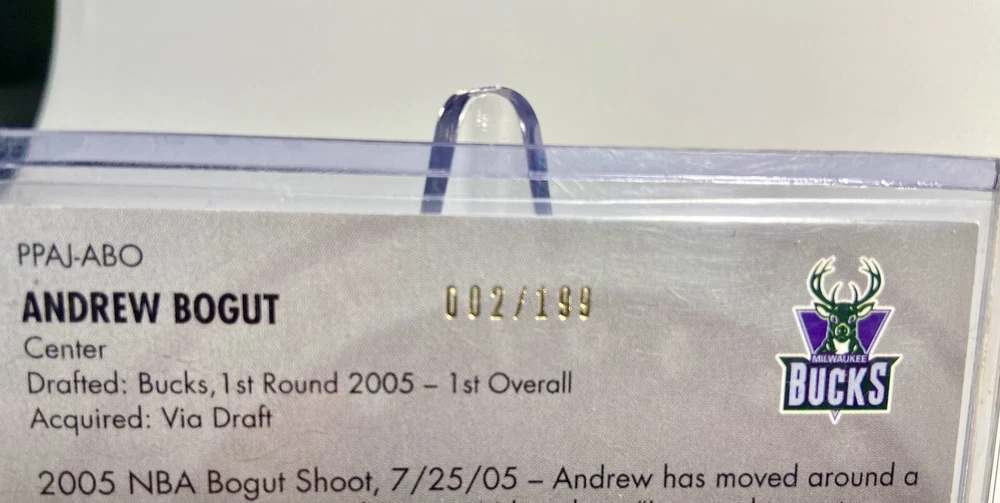 PPAJ-ABO
ANDREW BOGUT
002/199
Center
Drafted: Bucks, 1st Round 2005 – 1st Overall
Acquired: Via Draft
MILWAUKEE
BUCKS
2005 NBA Bogut Shoot, 7/25/05 – Andrew has moved around a